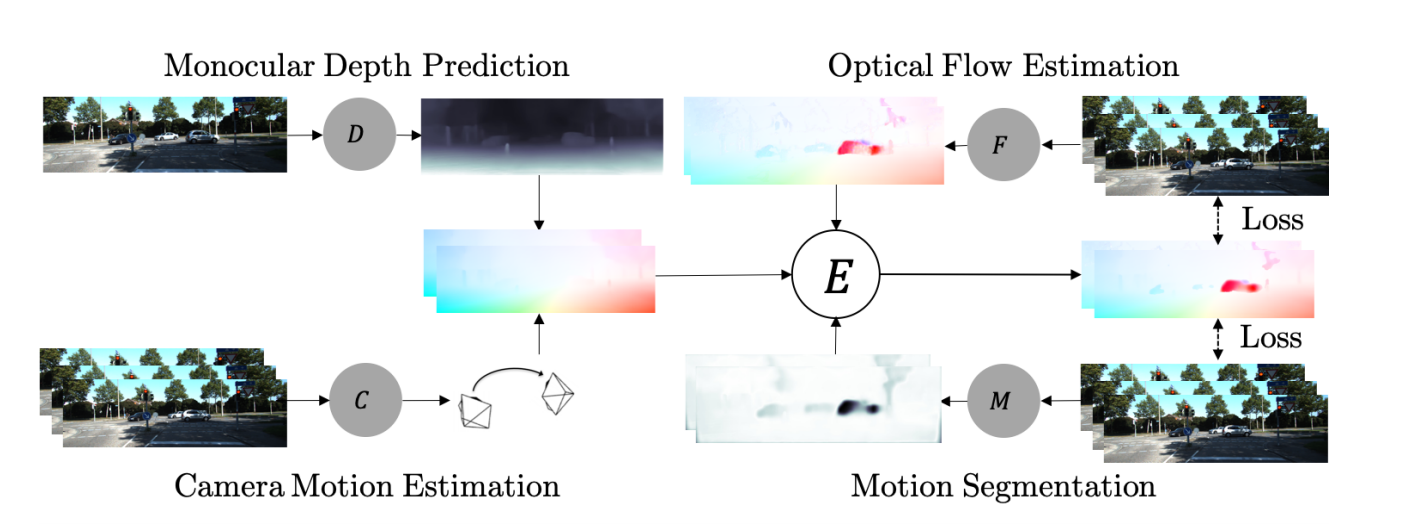 Monocular Depth Prediction
Optical Flow Estimation
D
F
Loss
E
Loss
C
M
Camera Motion Estimation
Motion Segmentation